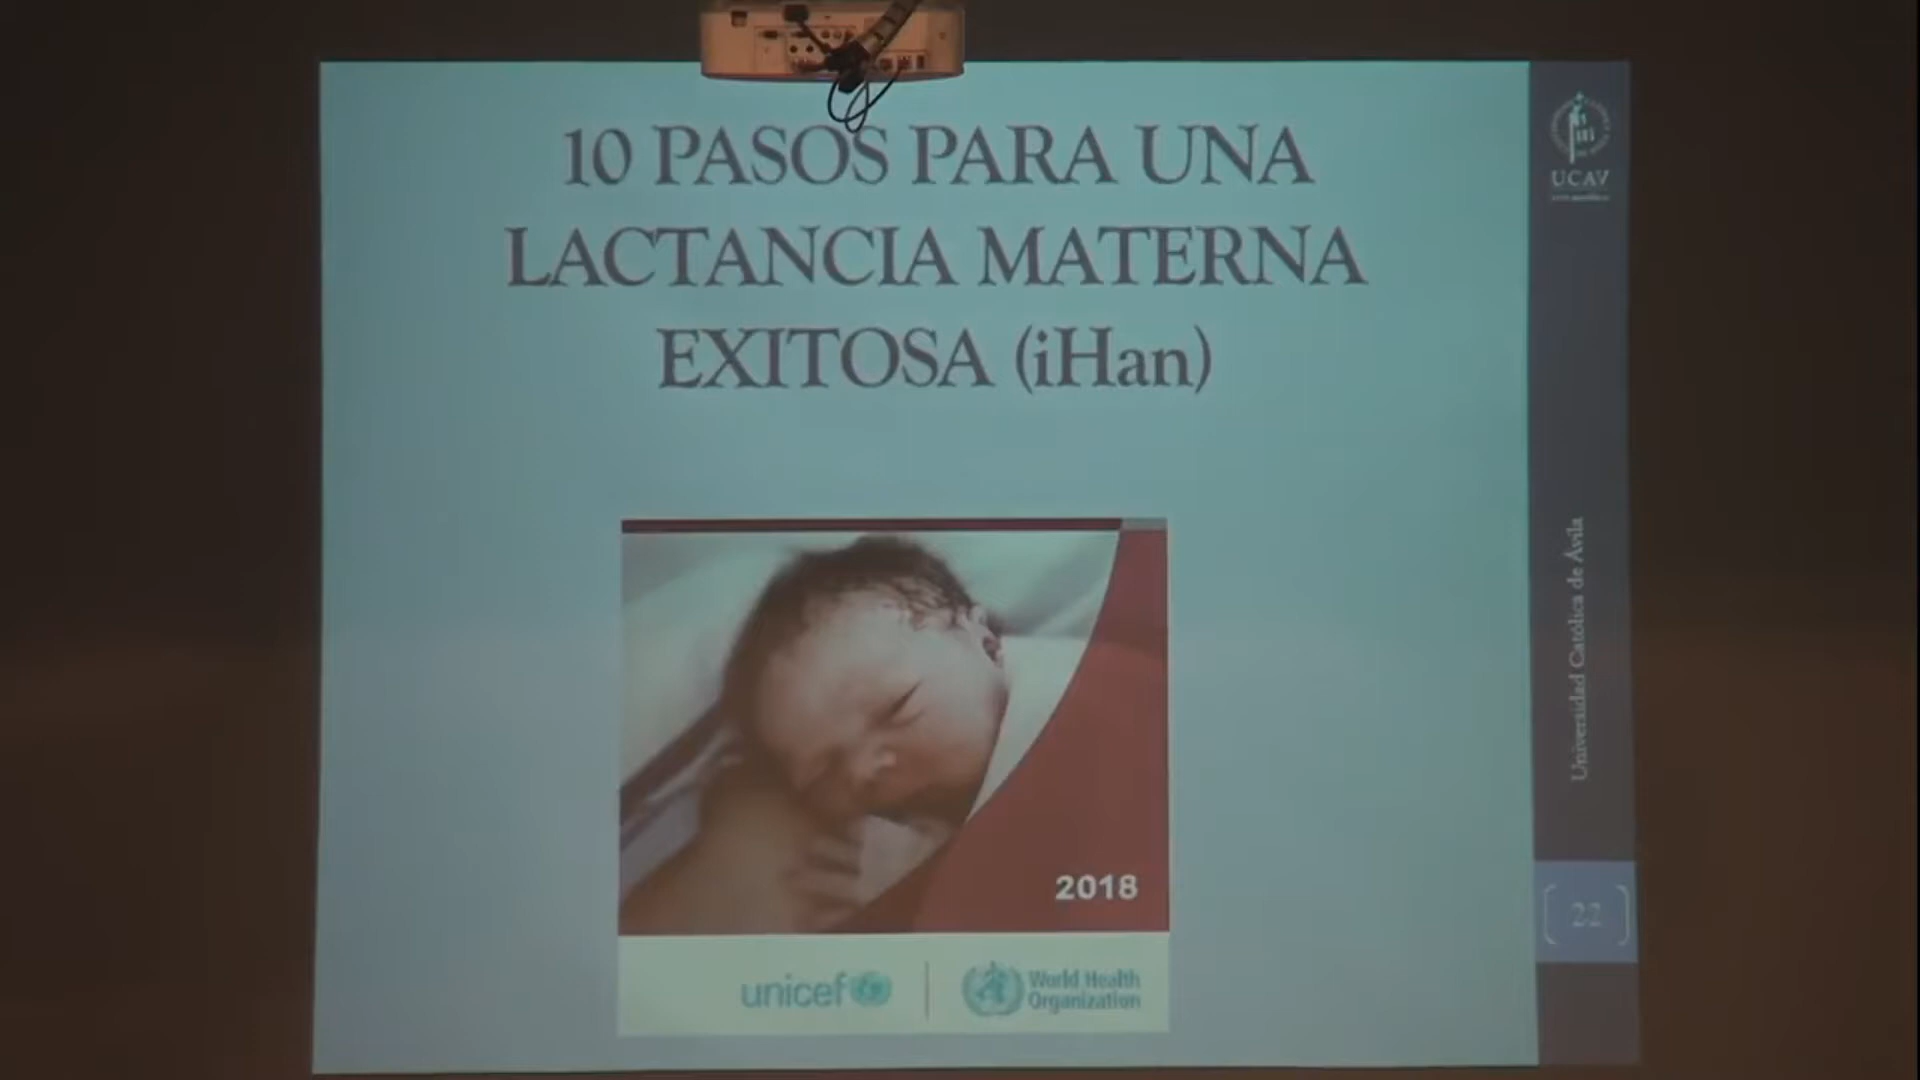 10 PASOS PARA UNA
LACTANCIA MATERNA
EXITOSA (iHan)
2018
unicef
World Health
Organization
UCAV
Universidad Católica de Ávila
22